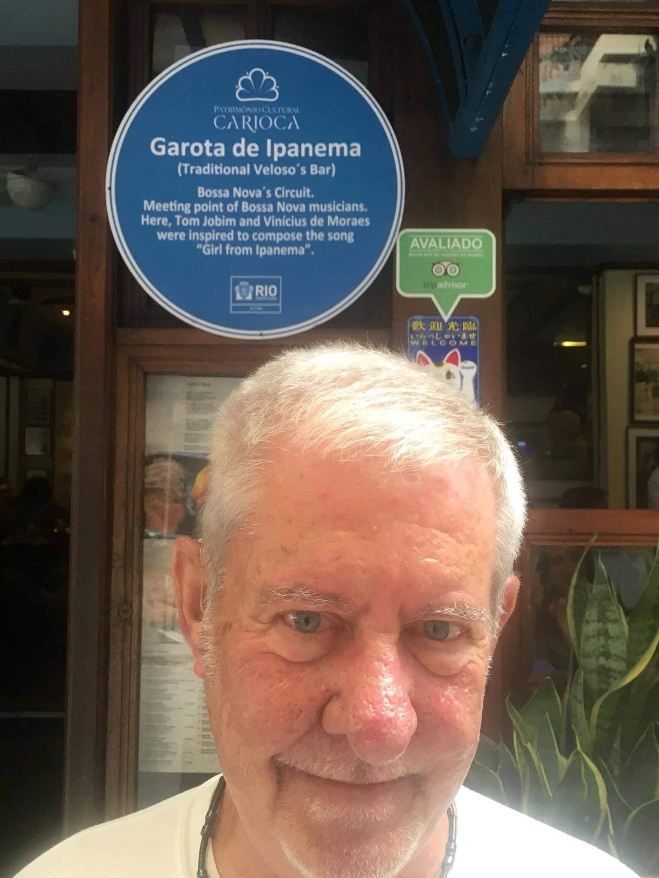 PATRIMÔNIO CULTURAL
CARIOCA
Garota de Ipanema
(Traditional Veloso´s Bar)
Bossa Nova´s Circuit.
Meeting point of Bossa Nova musicians.
Here, Tom Jobim and Vinícius de Moraes
were inspired to compose the song
“Girl from Ipanema”.
RIO
AVALIADO
tripadvisor
歓迎光臨
いらっしゃいませ
WELCOME